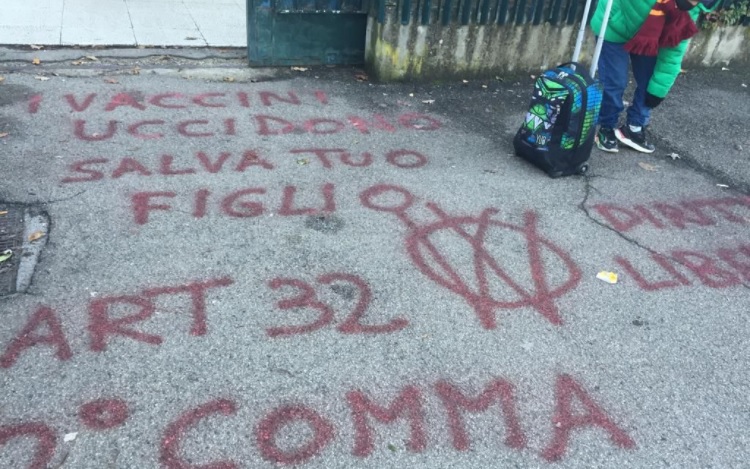 I VACCINI
UCCIDONO
SALVA TUO
FIGLIO
ART 32
2° COMMA